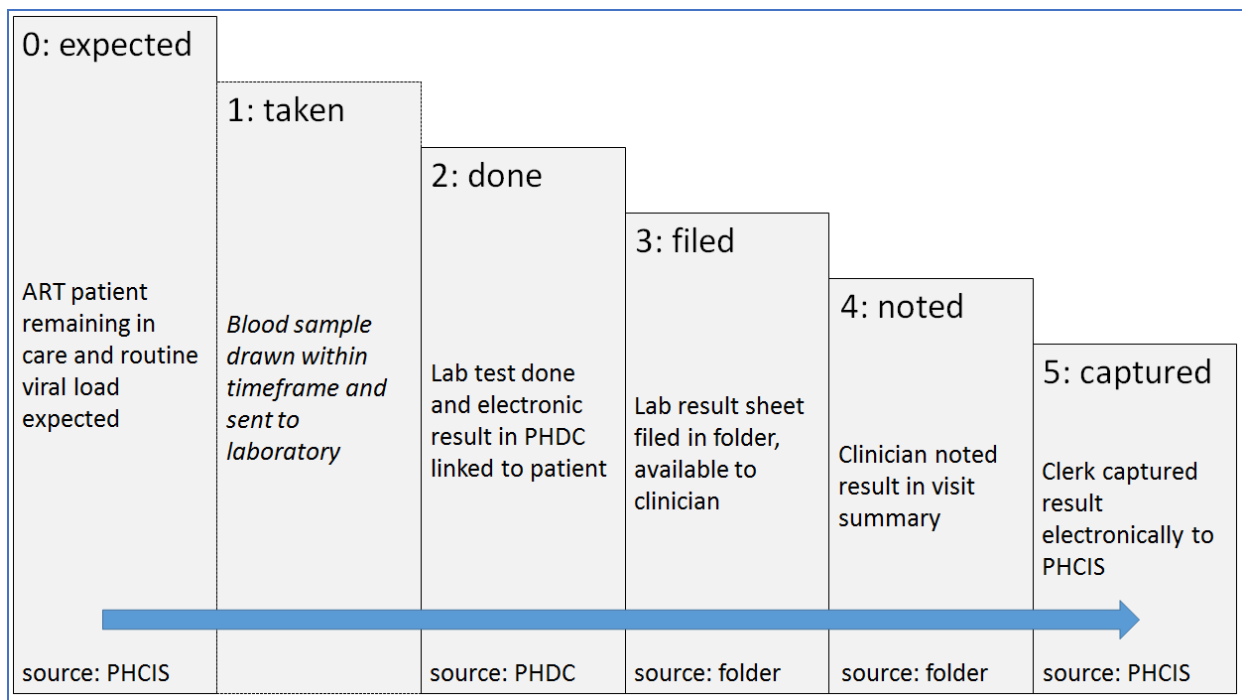 0: expected
ART patient
remaining in
care and routine
viral load
expected
source: PHCIS
1: taken
Blood sample
drawn within
timeframe and
sent to
laboratory
2: done
Lab test done
and electronic
result in PHDC
linked to patient
source: PHDC
3: filed
Lab result sheet
filed in folder,
available to
clinician
source: folder
4: noted
Clinician noted
result in visit
summary
source: folder
5: captured
Clerk captured
result
electronically to
PHCIS
source: PHCIS